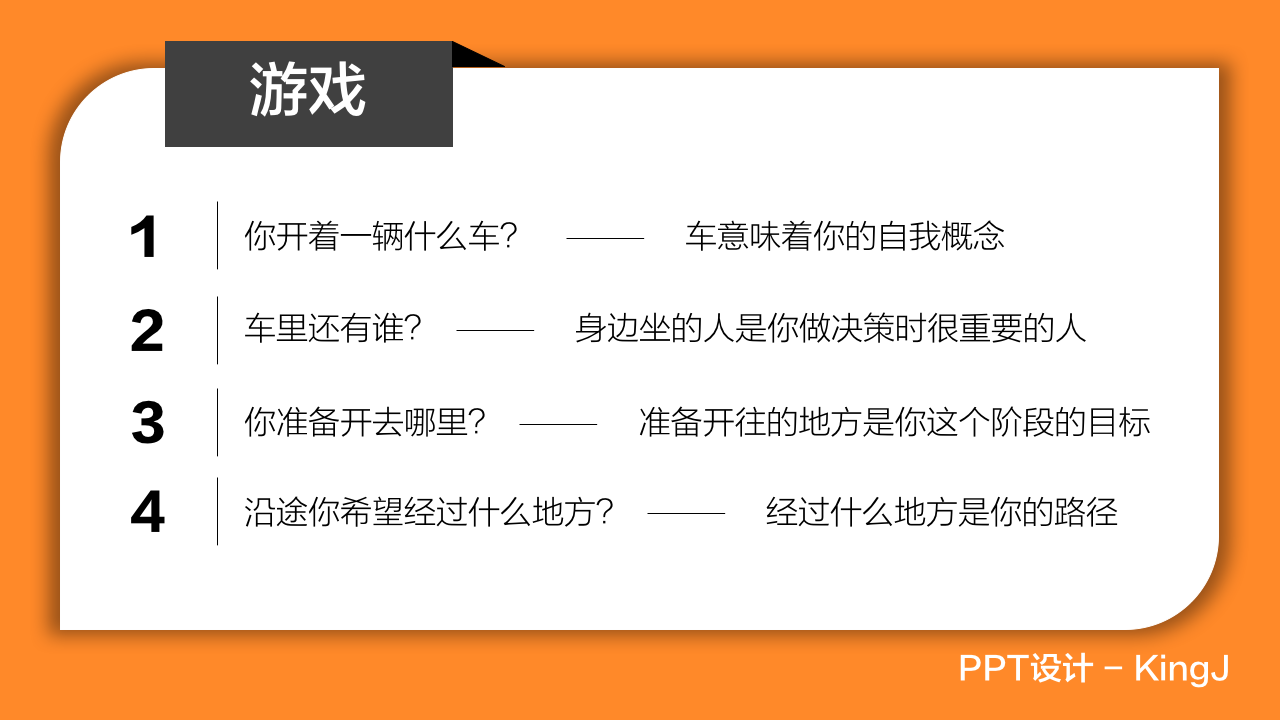 游戏
1 你开着一辆什么车? —— 车意味着你的自我概念
2 车里还有谁? —— 身边坐的人是你做决策时很重要的人
3 你准备开去哪里? —— 准备开往的地方是你这个阶段的目标
4 沿途你希望经过什么地方? —— 经过什么地方是你的路径
PPT设计 – KingJ